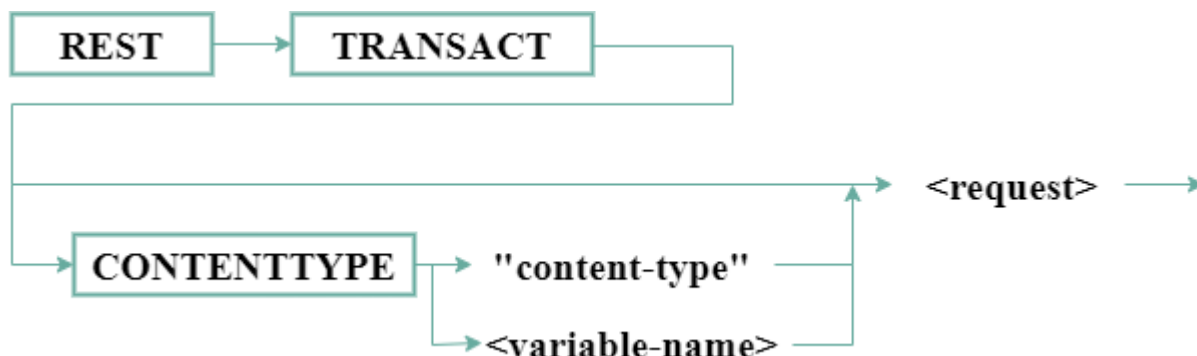 REST TRANSACT
<request>
CONTENTTYPE "content-type"
<variable-name>